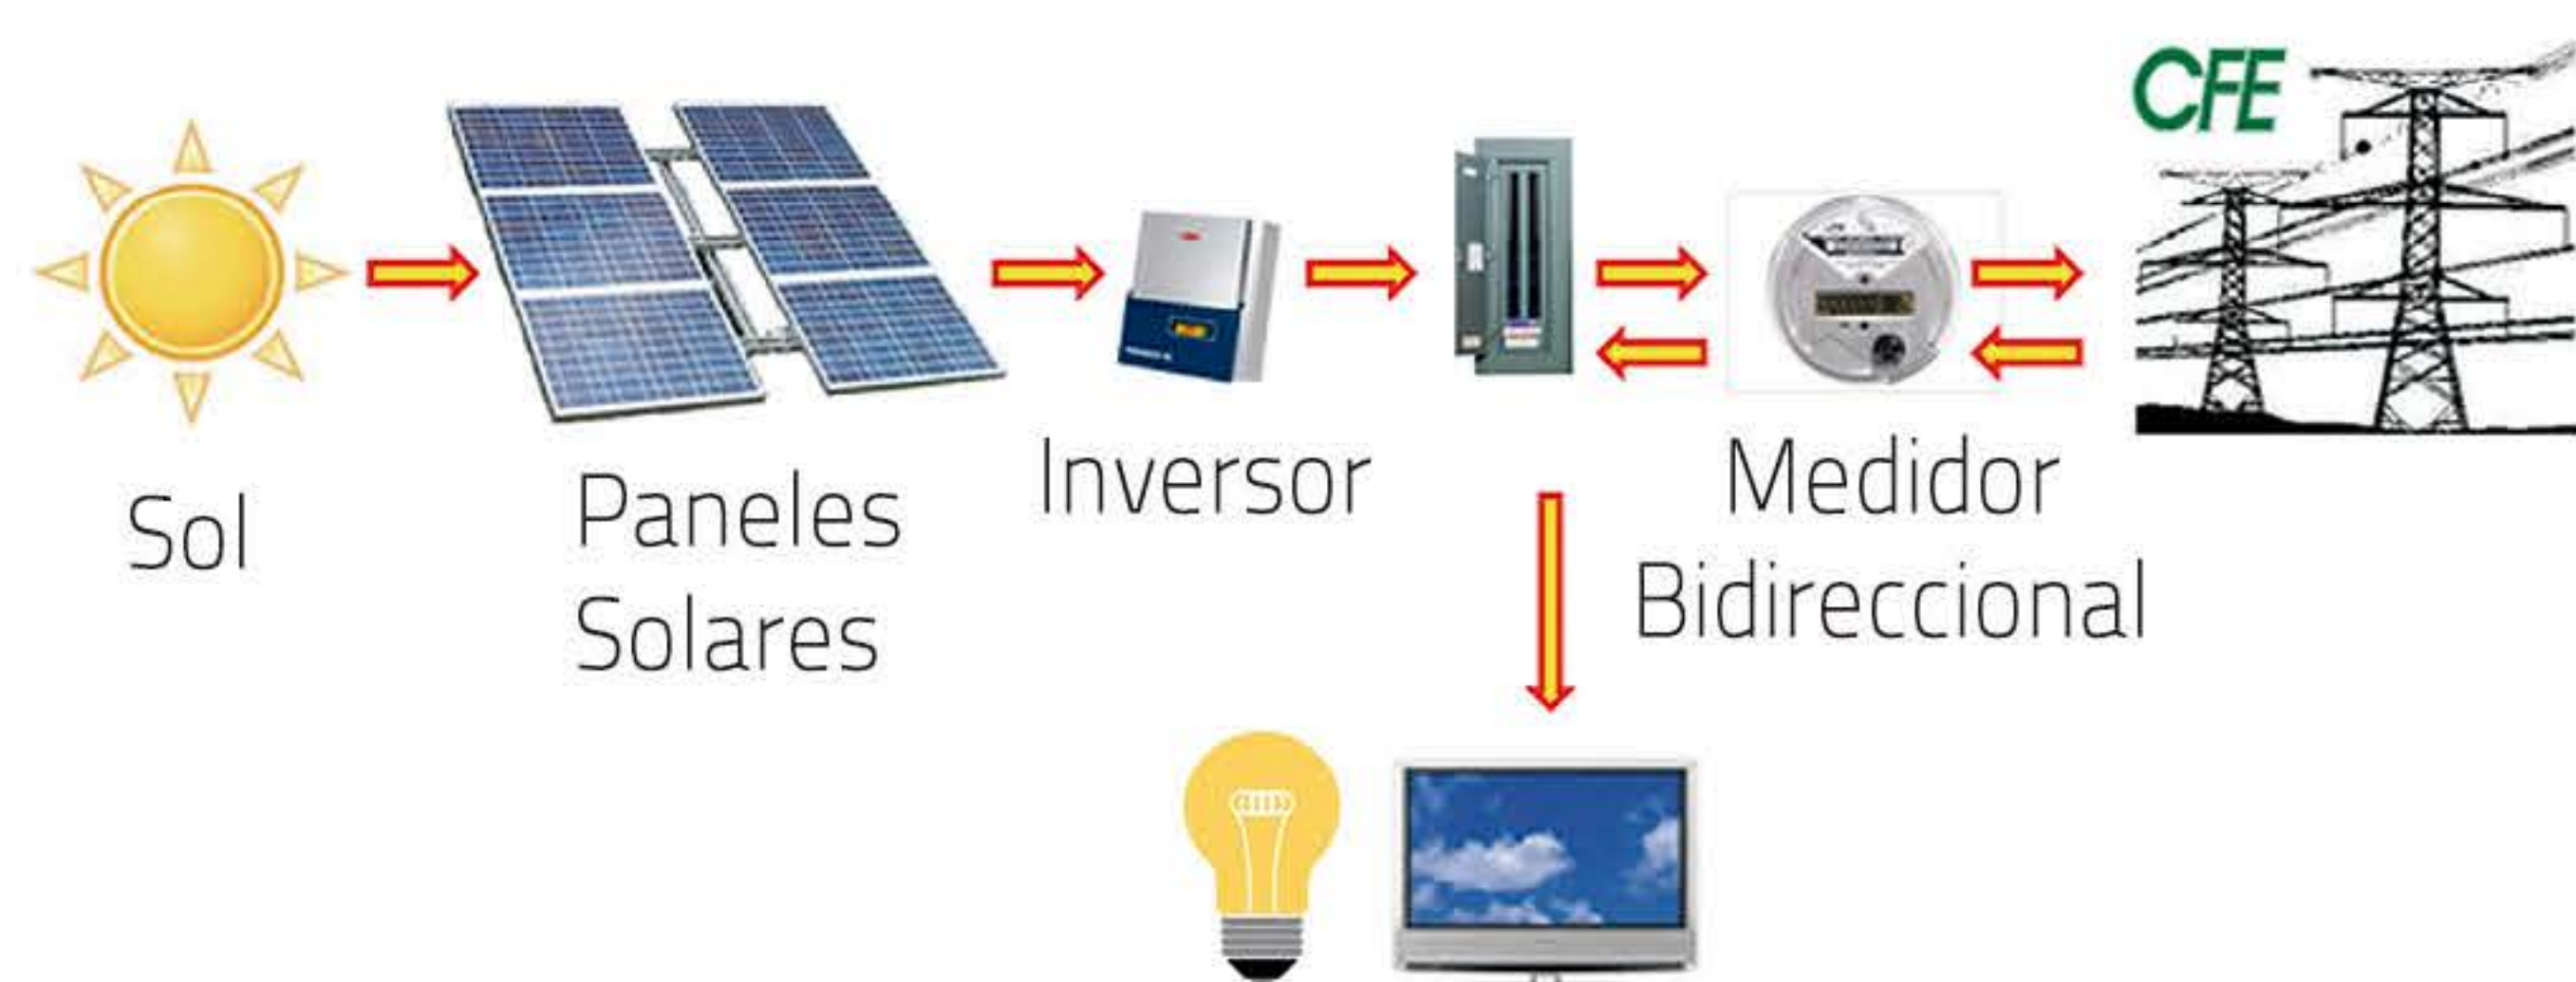 CFE
Sol
Paneles
Solares
Inversor
Medidor
Bidireccional